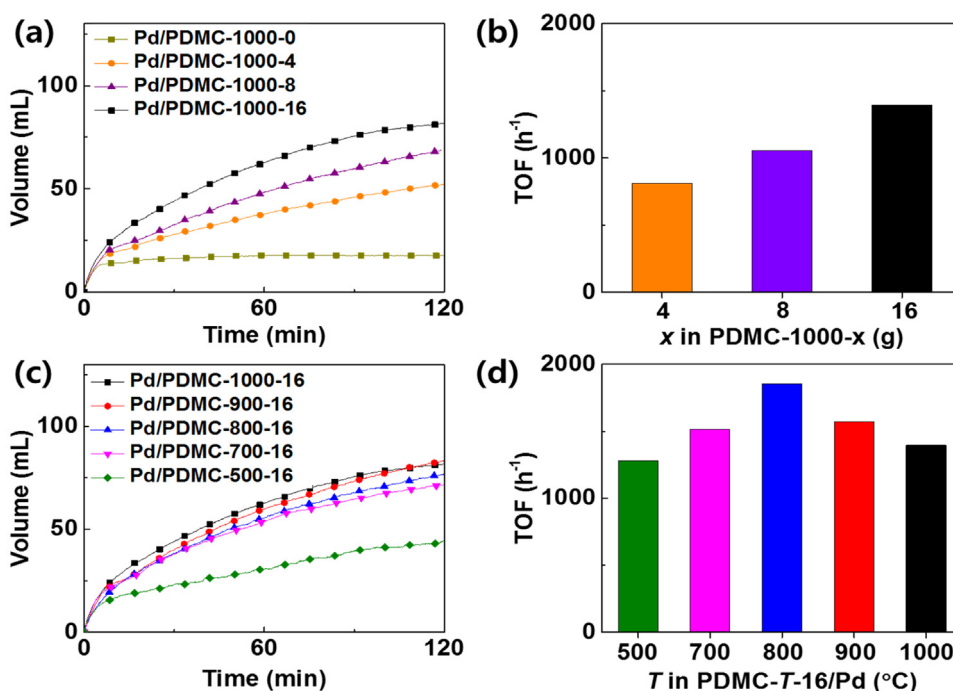 (a)
Pd/PDMC-1000-0
Pd/PDMC-1000-4
Pd/PDMC-1000-8
Pd/PDMC-1000-16
Volume (mL)
100
50
0
0
60
120
Time (min)
(b)
TOF (h⁻¹)
2000
1000
0
4
8
16
x in PDMC-1000-x (g)
(c)
Pd/PDMC-1000-16
Pd/PDMC-900-16
Pd/PDMC-800-16
Pd/PDMC-700-16
Pd/PDMC-500-16
Volume (mL)
100
50
0
0
60
120
Time (min)
(d)
TOF (h⁻¹)
2000
1000
0
500
700
800
900
1000
T in PDMC-T-16/Pd (°C)